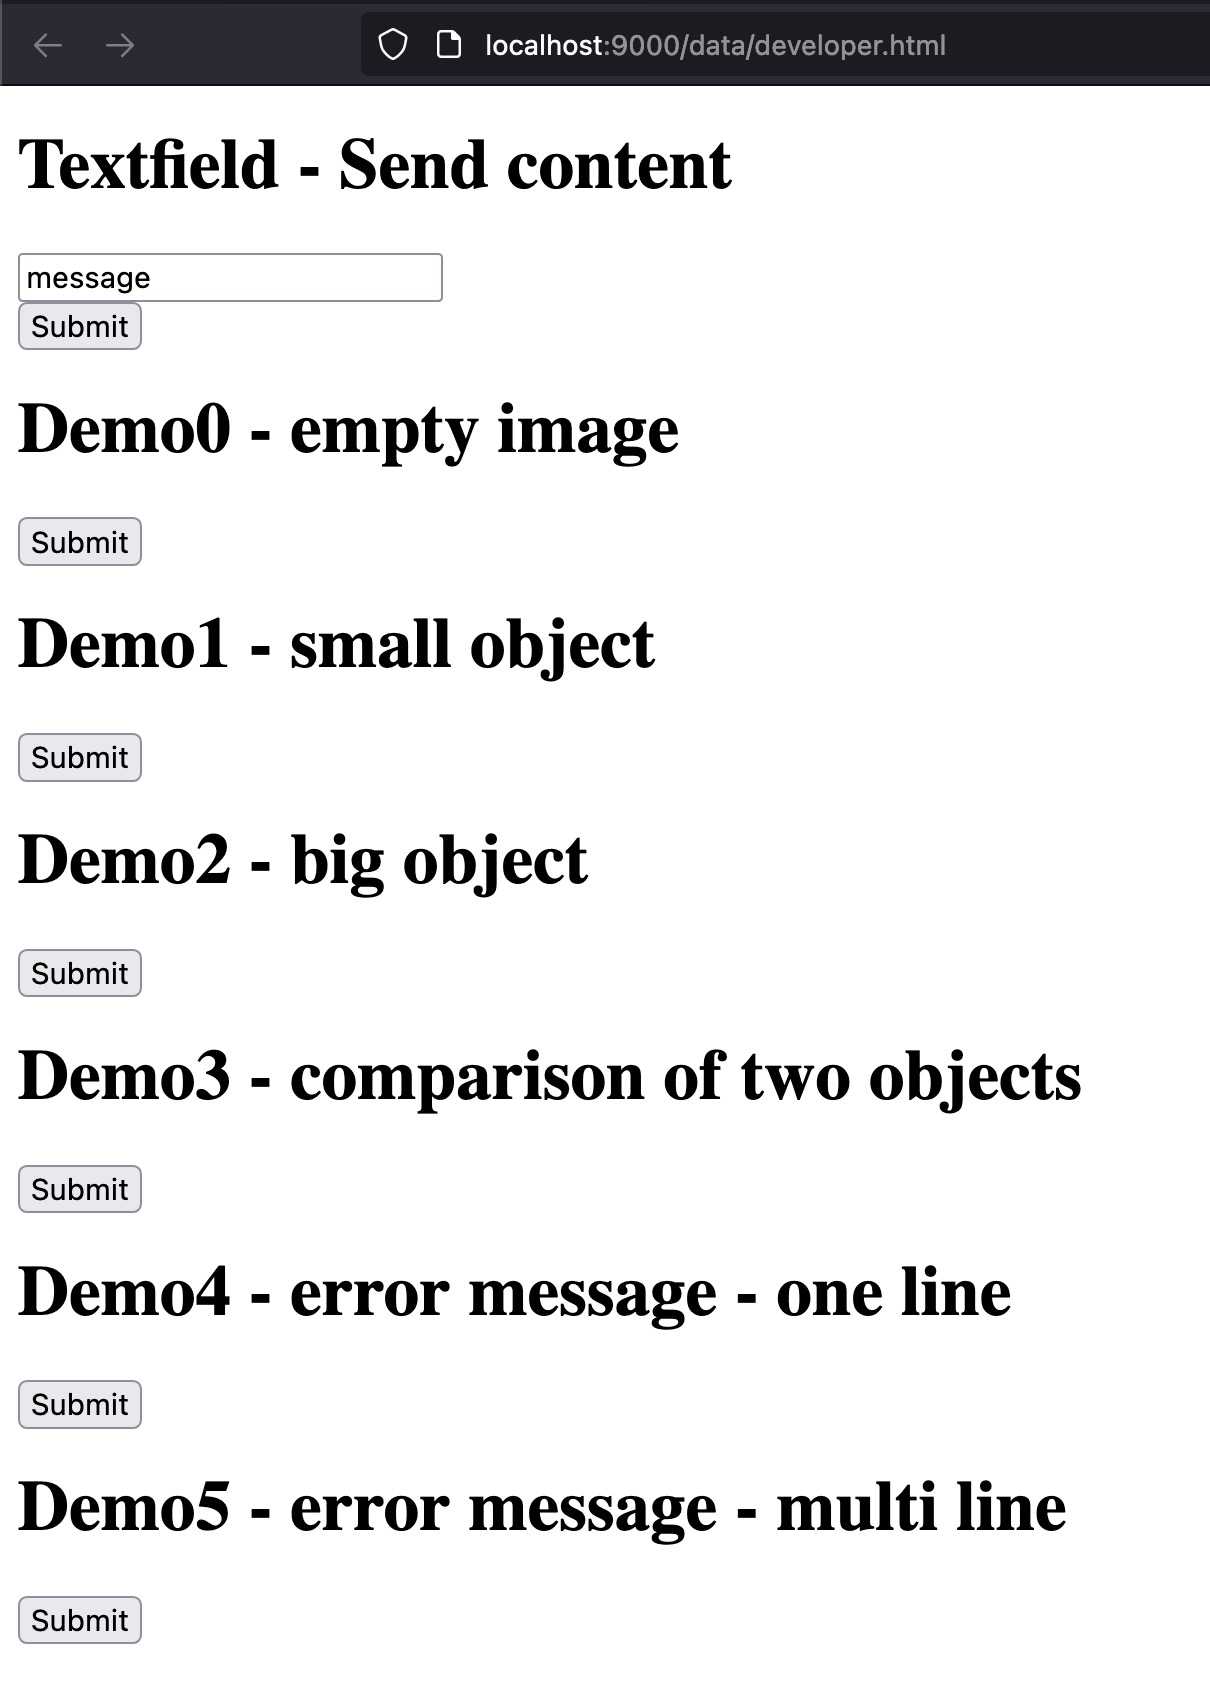 localhost:9000/data/developer.html
Textfield - Send content
message
Submit
Demo0 - empty image
Submit
Demo1 - small object
Submit
Demo2 - big object
Submit
Demo3 - comparison of two objects
Submit
Demo4 - error message - one line
Submit
Demo5 - error message - multi line
Submit